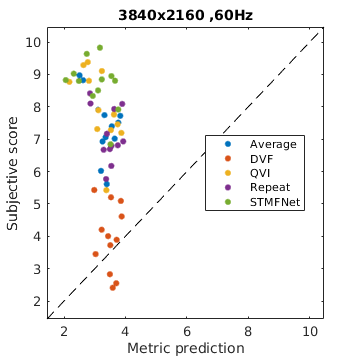 3840x2160 ,60Hz
10
9
8
7
6
5
4
3
2
Subjective score
Average
DVF
QVI
Repeat
STMFNet
2 4 6 8 10
Metric prediction